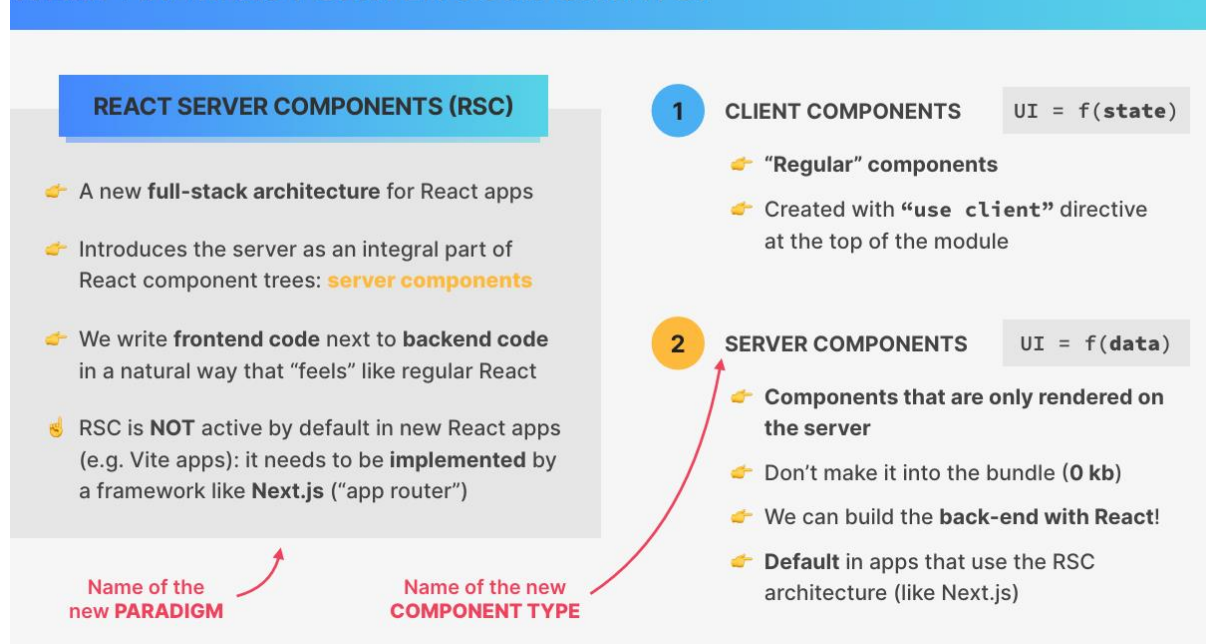 REACT SERVER COMPONENTS (RSC)
👉 A new full-stack architecture for React apps
👉 Introduces the server as an integral part of
React component trees: server components
👉 We write frontend code next to backend code
in a natural way that “feels” like regular React
☝️ RSC is NOT active by default in new React apps
(e.g. Vite apps): it needs to be implemented by
a framework like Next.js (“app router”)
Name of the
new PARADIGM
1 CLIENT COMPONENTS UI = f(state)
👉 “Regular” components
👉 Created with “use client” directive
at the top of the module
2 SERVER COMPONENTS UI = f(data)
👉 Components that are only rendered on
the server
👉 Don’t make it into the bundle (0 kb)
👉 We can build the back-end with React!
👉 Default in apps that use the RSC
architecture (like Next.js)
Name of the new
COMPONENT TYPE